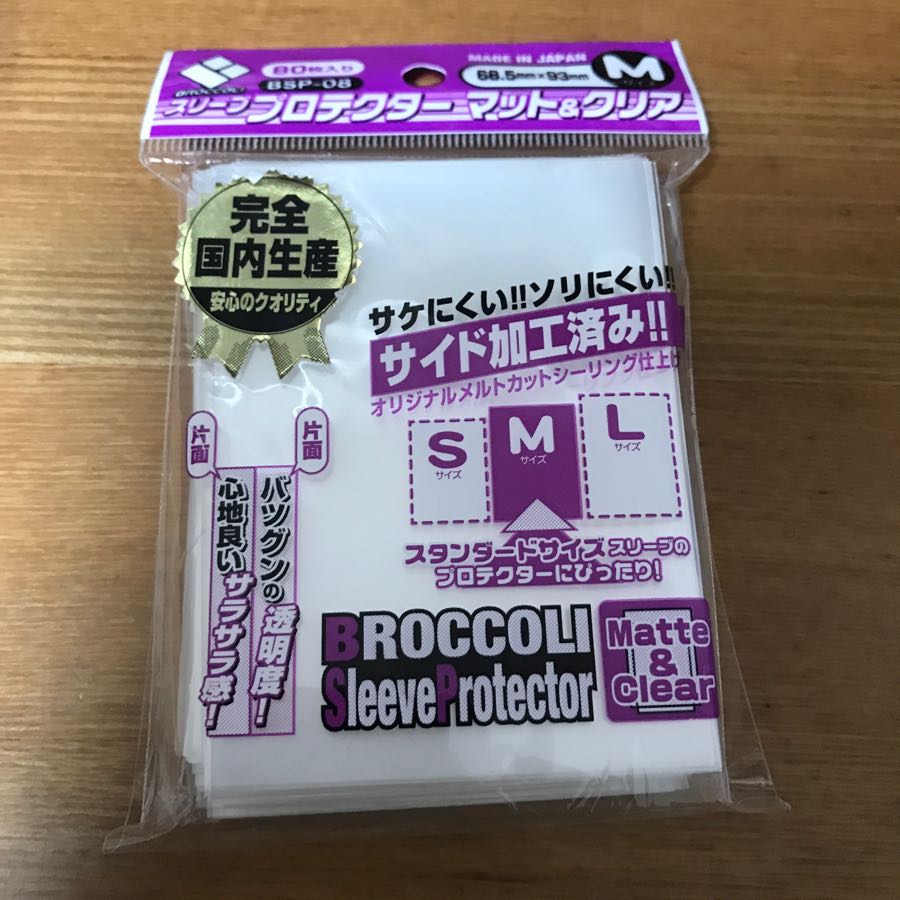 BROCCOLI
80枚入り
BSP-08
MADE IN JAPAN
68.5mm×93mm
M
サイズ
スリーブプロテクター マット&クリア
完全
国内生産
安心のクオリティ
サケにくい!!ソリにくい!!
サイド加工済み!!
オリジナルメルトカットシーリング仕上げ
S
サイズ
M
サイズ
L
サイズ
スタンダードサイズ スリーブの
プロテクターにぴったり!
片面
バツグンの透明度!
片面
心地良いサラサラ感!
BROCCOLI
SleeveProtector
Matte
&
Clear